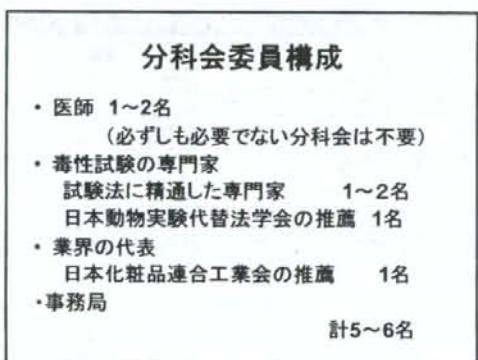 分科会委員構成
・ 医師 1～2名
(必ずしも必要でない分科会は不要)
・ 毒性試験の専門家
試験法に精通した専門家 1～2名
日本動物実験代替法学会の推薦 1名
・ 業界の代表
日本化粧品連合工業会の推薦 1名
・事務局
計5～6名